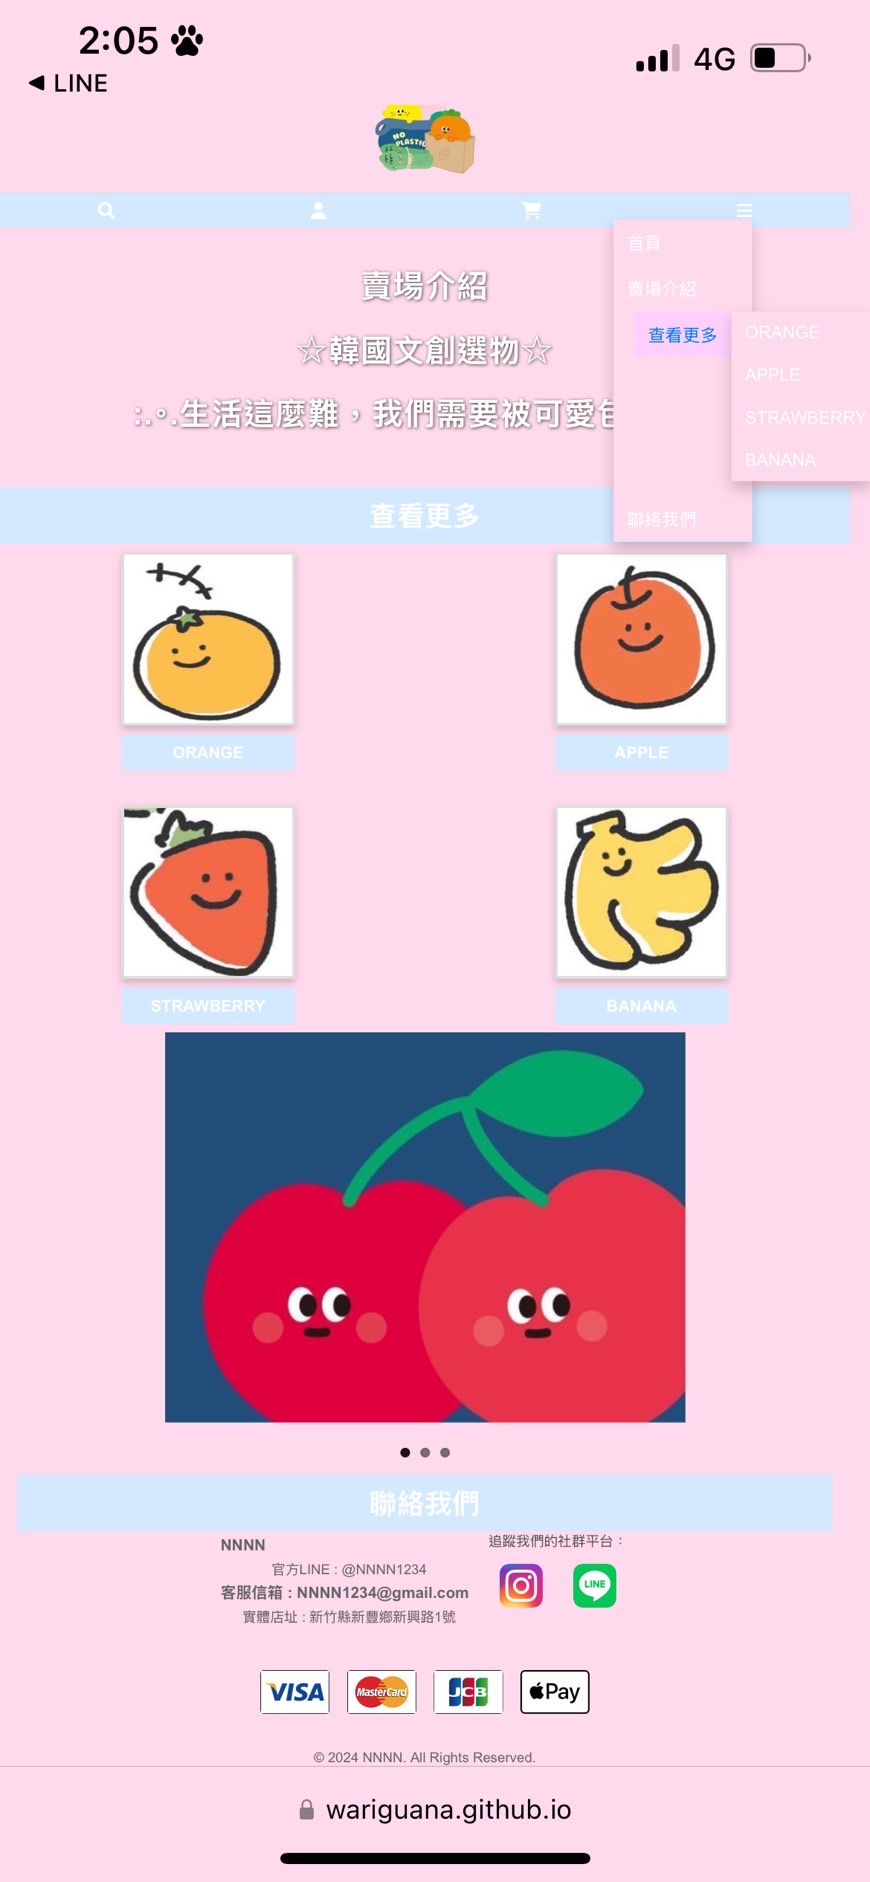 2:05
4G
LINE
NO
PLASTIC
首頁
賣場介紹
賣場介紹
查看更多
ORANGE
APPLE
STRAWBERRY
BANANA
聯絡我們
☆韓國文創選物☆
:.∘.生活這麼難，我們需要被可愛
查看更多
ORANGE
APPLE
STRAWBERRY
BANANA
聯絡我們
NNNN
官方LINE : @NNNN1234
客服信箱 : NNNN1234@gmail.com
實體店址 : 新竹縣新豐鄉新興路1號
追蹤我們的社群平台：
LINE
VISA
MasterCard
JCB
Pay
© 2024 NNNN. All Rights Reserved.
wariguana.github.io